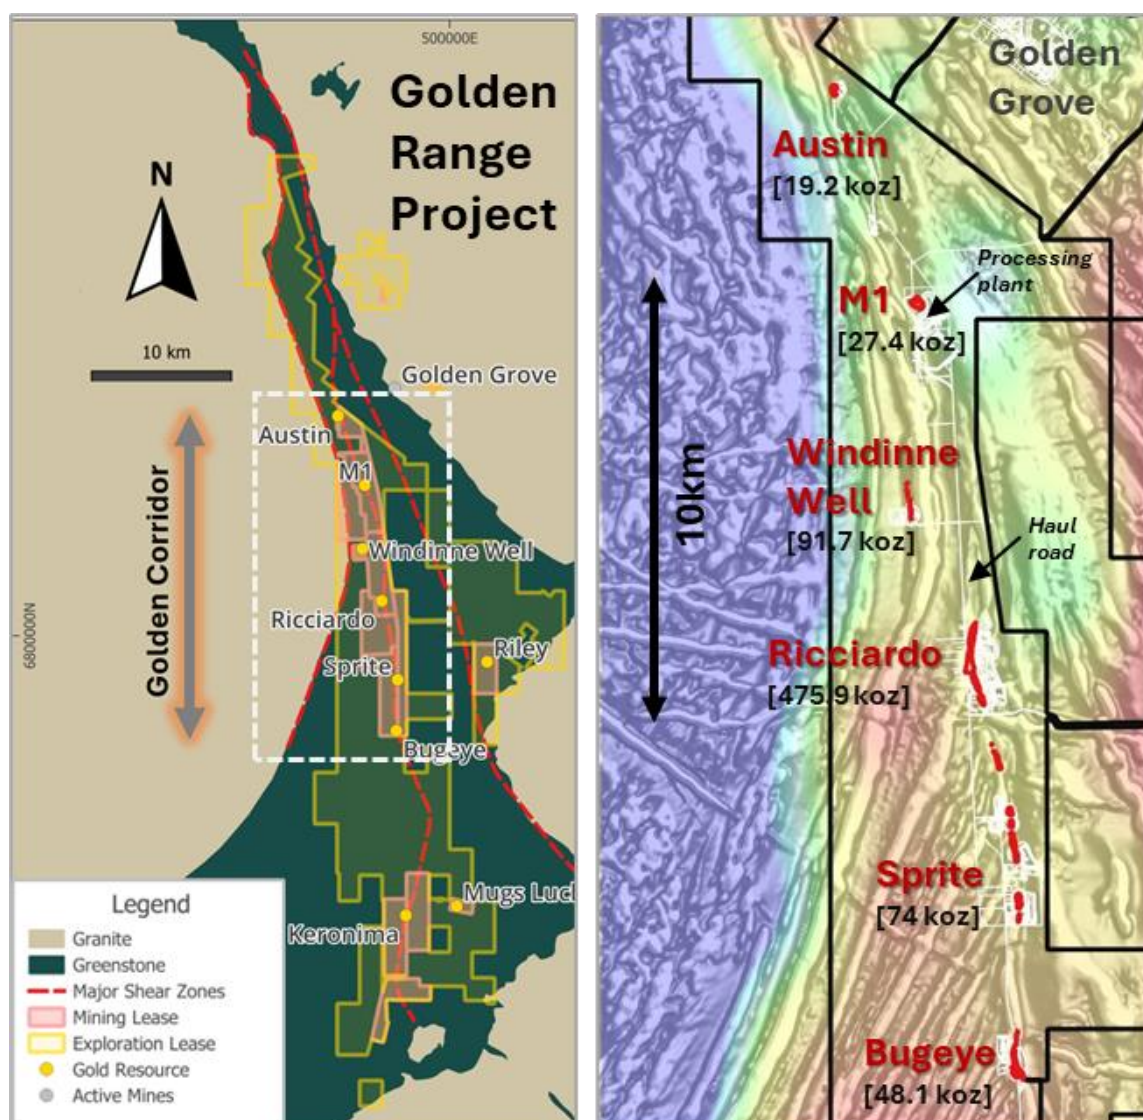 500000E
Golden
Range
Project
N
10 km
Golden Grove
Austin
M1
Windinne Well
Ricciardo
Sprite
Riley
Bugeye
Golden Corridor
6800000N
Mugs Luck
Keronima
Legend
Granite
Greenstone
Major Shear Zones
Mining Lease
Exploration Lease
Gold Resource
Active Mines
Golden
Grove
Austin
[19.2 koz]
Processing
plant
M1
[27.4 koz]
10km
Windinne
Well
[91.7 koz]
Haul
road
Ricciardo
[475.9 koz]
Sprite
[74 koz]
Bugeye
[48.1 koz]